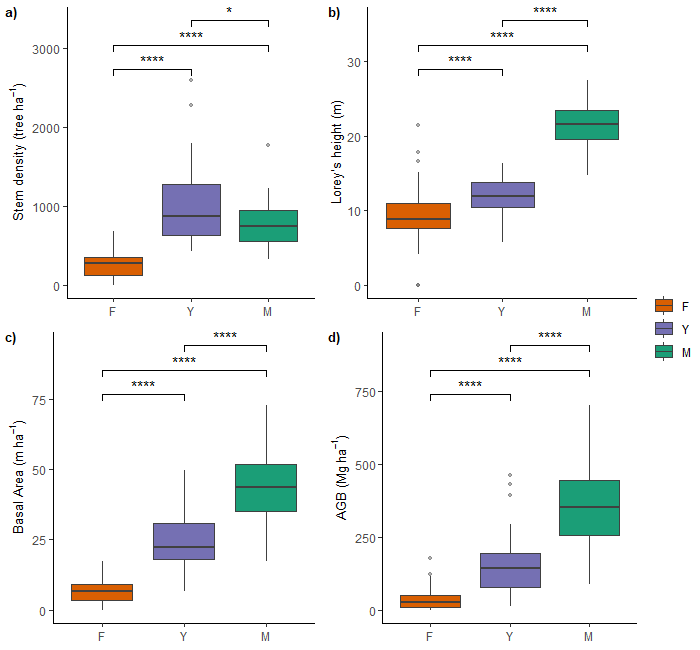 a)
*
****
****
Stem density (tree ha⁻¹)
3000
2000
1000
0
F Y M
b)
****
****
****
Lorey's height (m)
30
20
10
0
F Y M
F
Y
M
c)
****
****
****
Basal Area (m ha⁻¹)
75
50
25
0
F Y M
d)
****
****
****
AGB (Mg ha⁻¹)
750
500
250
0
F Y M